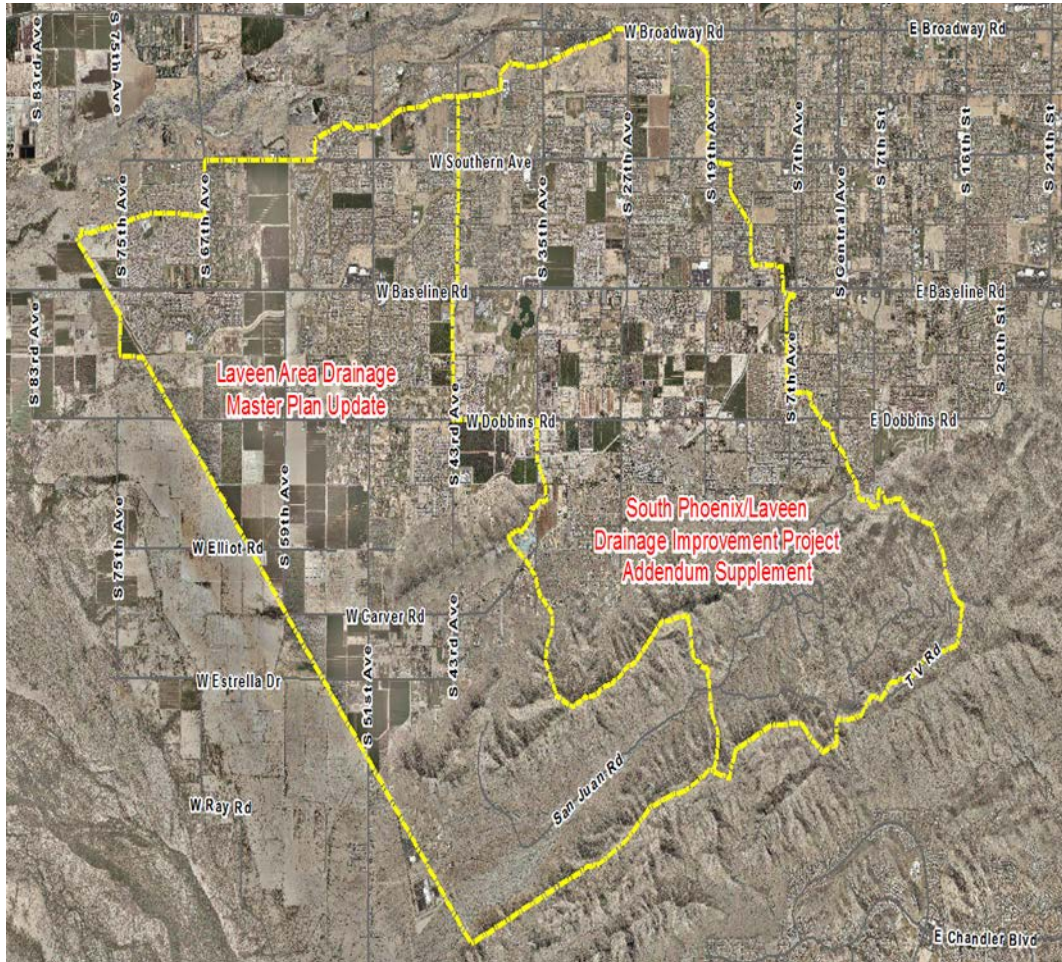 W Broadway Rd
E Broadway Rd
S 83rd Ave
S 75th Ave
S 27th Ave
S 19th Ave
S 7th Ave
S Central Ave
S 7th St
S 16th St
S 24th St
W Southern Ave
S 75th Ave
S 67th Ave
S 35th Ave
W Baseline Rd
E Baseline Rd
S 83rd Ave
S 20th St
Laveen Area Drainage
Master Plan Update
S 43rd Ave
W Dobbins Rd
S 7th Ave
E Dobbins Rd
South Phoenix/Laveen
Drainage Improvement Project
Addendum Supplement
S 75th Ave
W Elliot Rd
S 59th Ave
W Carver Rd
S 43rd Ave
W Estrella Dr
S 51st Ave
T V Rd
San Juan Rd
W Ray Rd
E Chandler Blvd